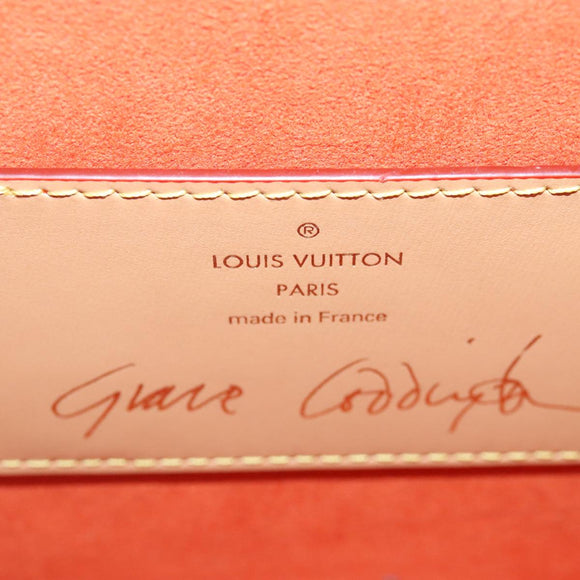 ®
LOUIS VUITTON
PARIS
made in France
Grace Coddington